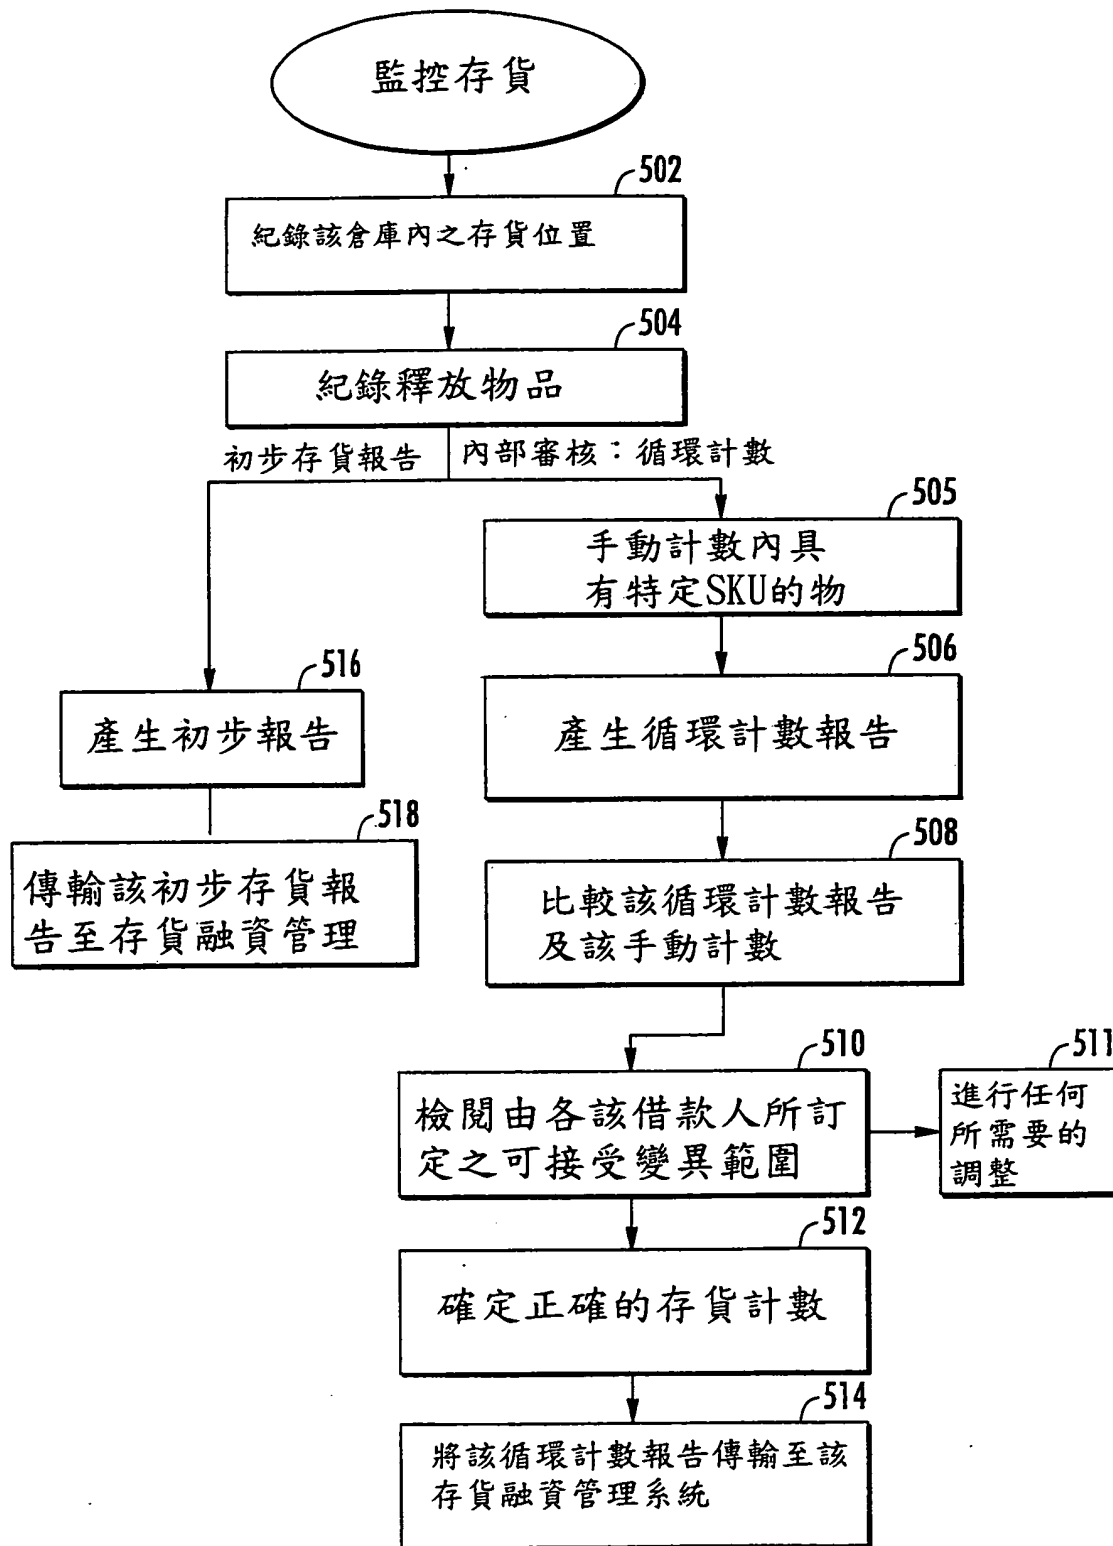 監控存貨
502
紀錄該倉庫內之存貨位置
504
紀錄釋放物品
初步存貨報告
內部審核：循環計數
505
手動計數內具
有特定SKU的物
516
產生初步報告
506
產生循環計數報告
518
傳輸該初步存貨報
告至存貨融資管理
508
比較該循環計數報告
及該手動計數
510
檢閱由各該借款人所訂
定之可接受變異範圍
511
進行任何
所需要的
調整
512
確定正確的存貨計數
514
將該循環計數報告傳輸至該
存貨融資管理系統